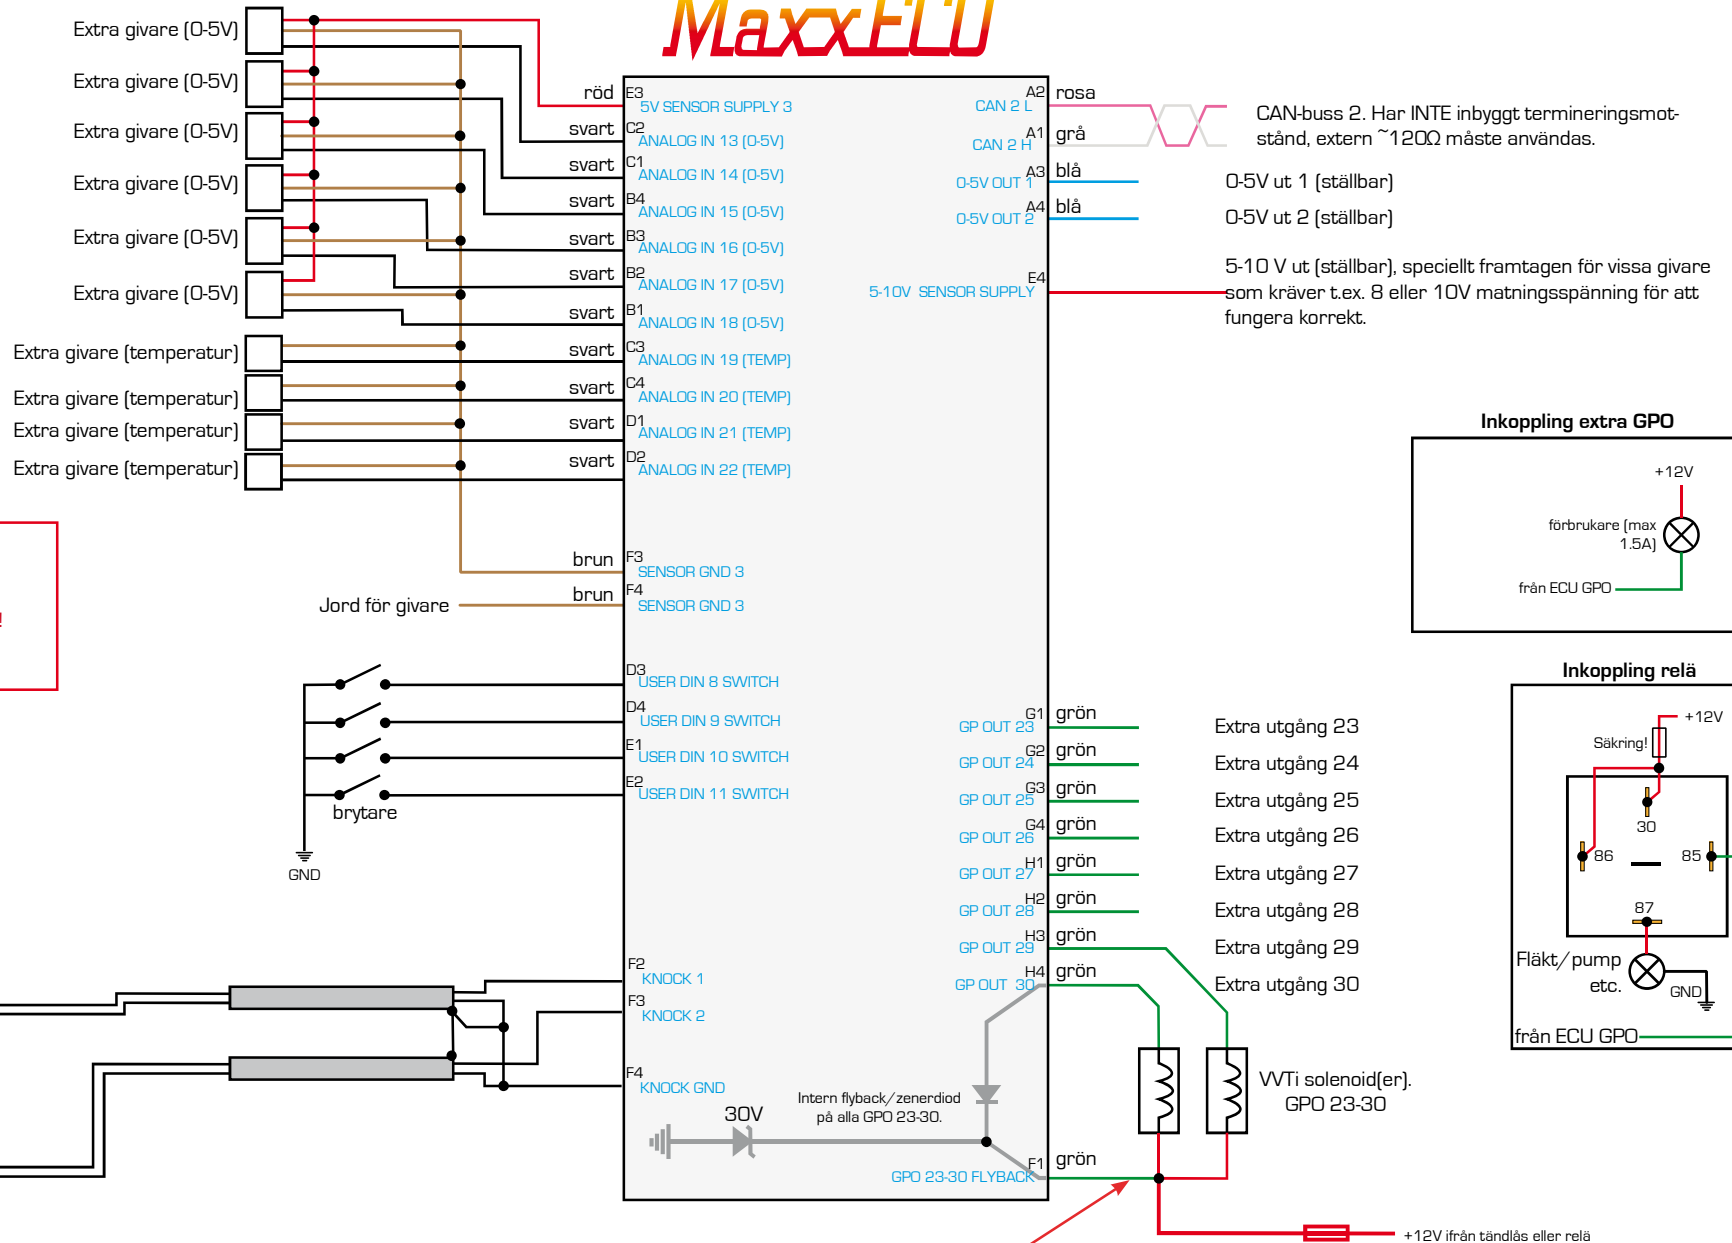 MaxxECU
Extra givare (0-5V)
Extra givare (0-5V)
Extra givare (0-5V)
Extra givare (0-5V)
Extra givare (0-5V)
Extra givare (0-5V)
Extra givare (temperatur)
Extra givare (temperatur)
Extra givare (temperatur)
Extra givare (temperatur)
röd E3
5V SENSOR SUPPLY 3
svart C2
ANALOG IN 13 (0-5V)
svart C1
ANALOG IN 14 (0-5V)
svart B4
ANALOG IN 15 (0-5V)
svart B3
ANALOG IN 16 (0-5V)
svart B2
ANALOG IN 17 (0-5V)
svart B1
ANALOG IN 18 (0-5V)
svart C3
ANALOG IN 19 (TEMP)
svart C4
ANALOG IN 20 (TEMP)
svart D1
ANALOG IN 21 (TEMP)
svart D2
ANALOG IN 22 (TEMP)
brun F3
SENSOR GND 3
brun F4
Jord för givare
SENSOR GND 3
!
D3
USER DIN 8 SWITCH
D4
USER DIN 9 SWITCH
E1
USER DIN 10 SWITCH
E2
USER DIN 11 SWITCH
brytare
GND
F2
KNOCK 1
F3
KNOCK 2
F4
KNOCK GND
30V
Intern flyback/zenerdiod
på alla GPO 23-30.
A2 rosa
CAN 2 L
A1 grå
CAN 2 H
CAN-buss 2. Har INTE inbyggt termineringsmot-
stånd, extern ~120Ω måste användas.
A3 blå
0-5V OUT 1
0-5V ut 1 (ställbar)
A4 blå
0-5V OUT 2
0-5V ut 2 (ställbar)
E4
5-10V SENSOR SUPPLY
5-10 V ut (ställbar), speciellt framtagen för vissa givare
som kräver t.ex. 8 eller 10V matningsspänning för att
fungera korrekt.
Inkoppling extra GPO
+12V
förbrukare (max
1.5A)
från ECU GPO
Inkoppling relä
+12V
Säkring!
30
86
85
87
Fläkt/pump
etc.
GND
från ECU GPO
G1 grön
GP OUT 23
Extra utgång 23
G2 grön
GP OUT 24
Extra utgång 24
G3 grön
GP OUT 25
Extra utgång 25
G4 grön
GP OUT 26
Extra utgång 26
H1 grön
GP OUT 27
Extra utgång 27
H2 grön
GP OUT 28
Extra utgång 28
H3 grön
GP OUT 29
Extra utgång 29
H4 grön
GP OUT 30
Extra utgång 30
VVTi solenoid(er).
GPO 23-30
F1 grön
GPO 23-30 FLYBACK
+12V ifrån tändlås eller relä